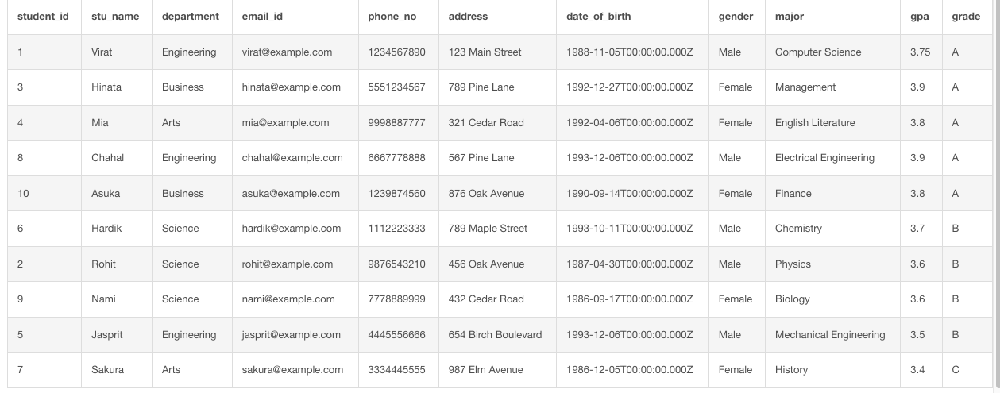 student_id stu_name department email_id phone_no address date_of_birth gender major gpa grade
1 Virat Engineering virat@example.com 1234567890 123 Main Street 1988-11-05T00:00:00.000Z Male Computer Science 3.75 A
3 Hinata Business hinata@example.com 5551234567 789 Pine Lane 1992-12-27T00:00:00.000Z Female Management 3.9 A
4 Mia Arts mia@example.com 9998887777 321 Cedar Road 1992-04-06T00:00:00.000Z Female English Literature 3.8 A
8 Chahal Engineering chahal@example.com 6667778888 567 Pine Lane 1993-12-06T00:00:00.000Z Male Electrical Engineering 3.9 A
10 Asuka Business asuka@example.com 1239874560 876 Oak Avenue 1990-09-14T00:00:00.000Z Female Finance 3.8 A
6 Hardik Science hardik@example.com 1112223333 789 Maple Street 1993-10-11T00:00:00.000Z Male Chemistry 3.7 B
2 Rohit Science rohit@example.com 9876543210 456 Oak Avenue 1987-04-30T00:00:00.000Z Male Physics 3.6 B
9 Nami Science nami@example.com 7778889999 432 Cedar Road 1986-09-17T00:00:00.000Z Female Biology 3.6 B
5 Jasprit Engineering jasprit@example.com 4445556666 654 Birch Boulevard 1993-12-06T00:00:00.000Z Male Mechanical Engineering 3.5 B
7 Sakura Arts sakura@example.com 3334445555 987 Elm Avenue 1986-12-05T00:00:00.000Z Female History 3.4 C